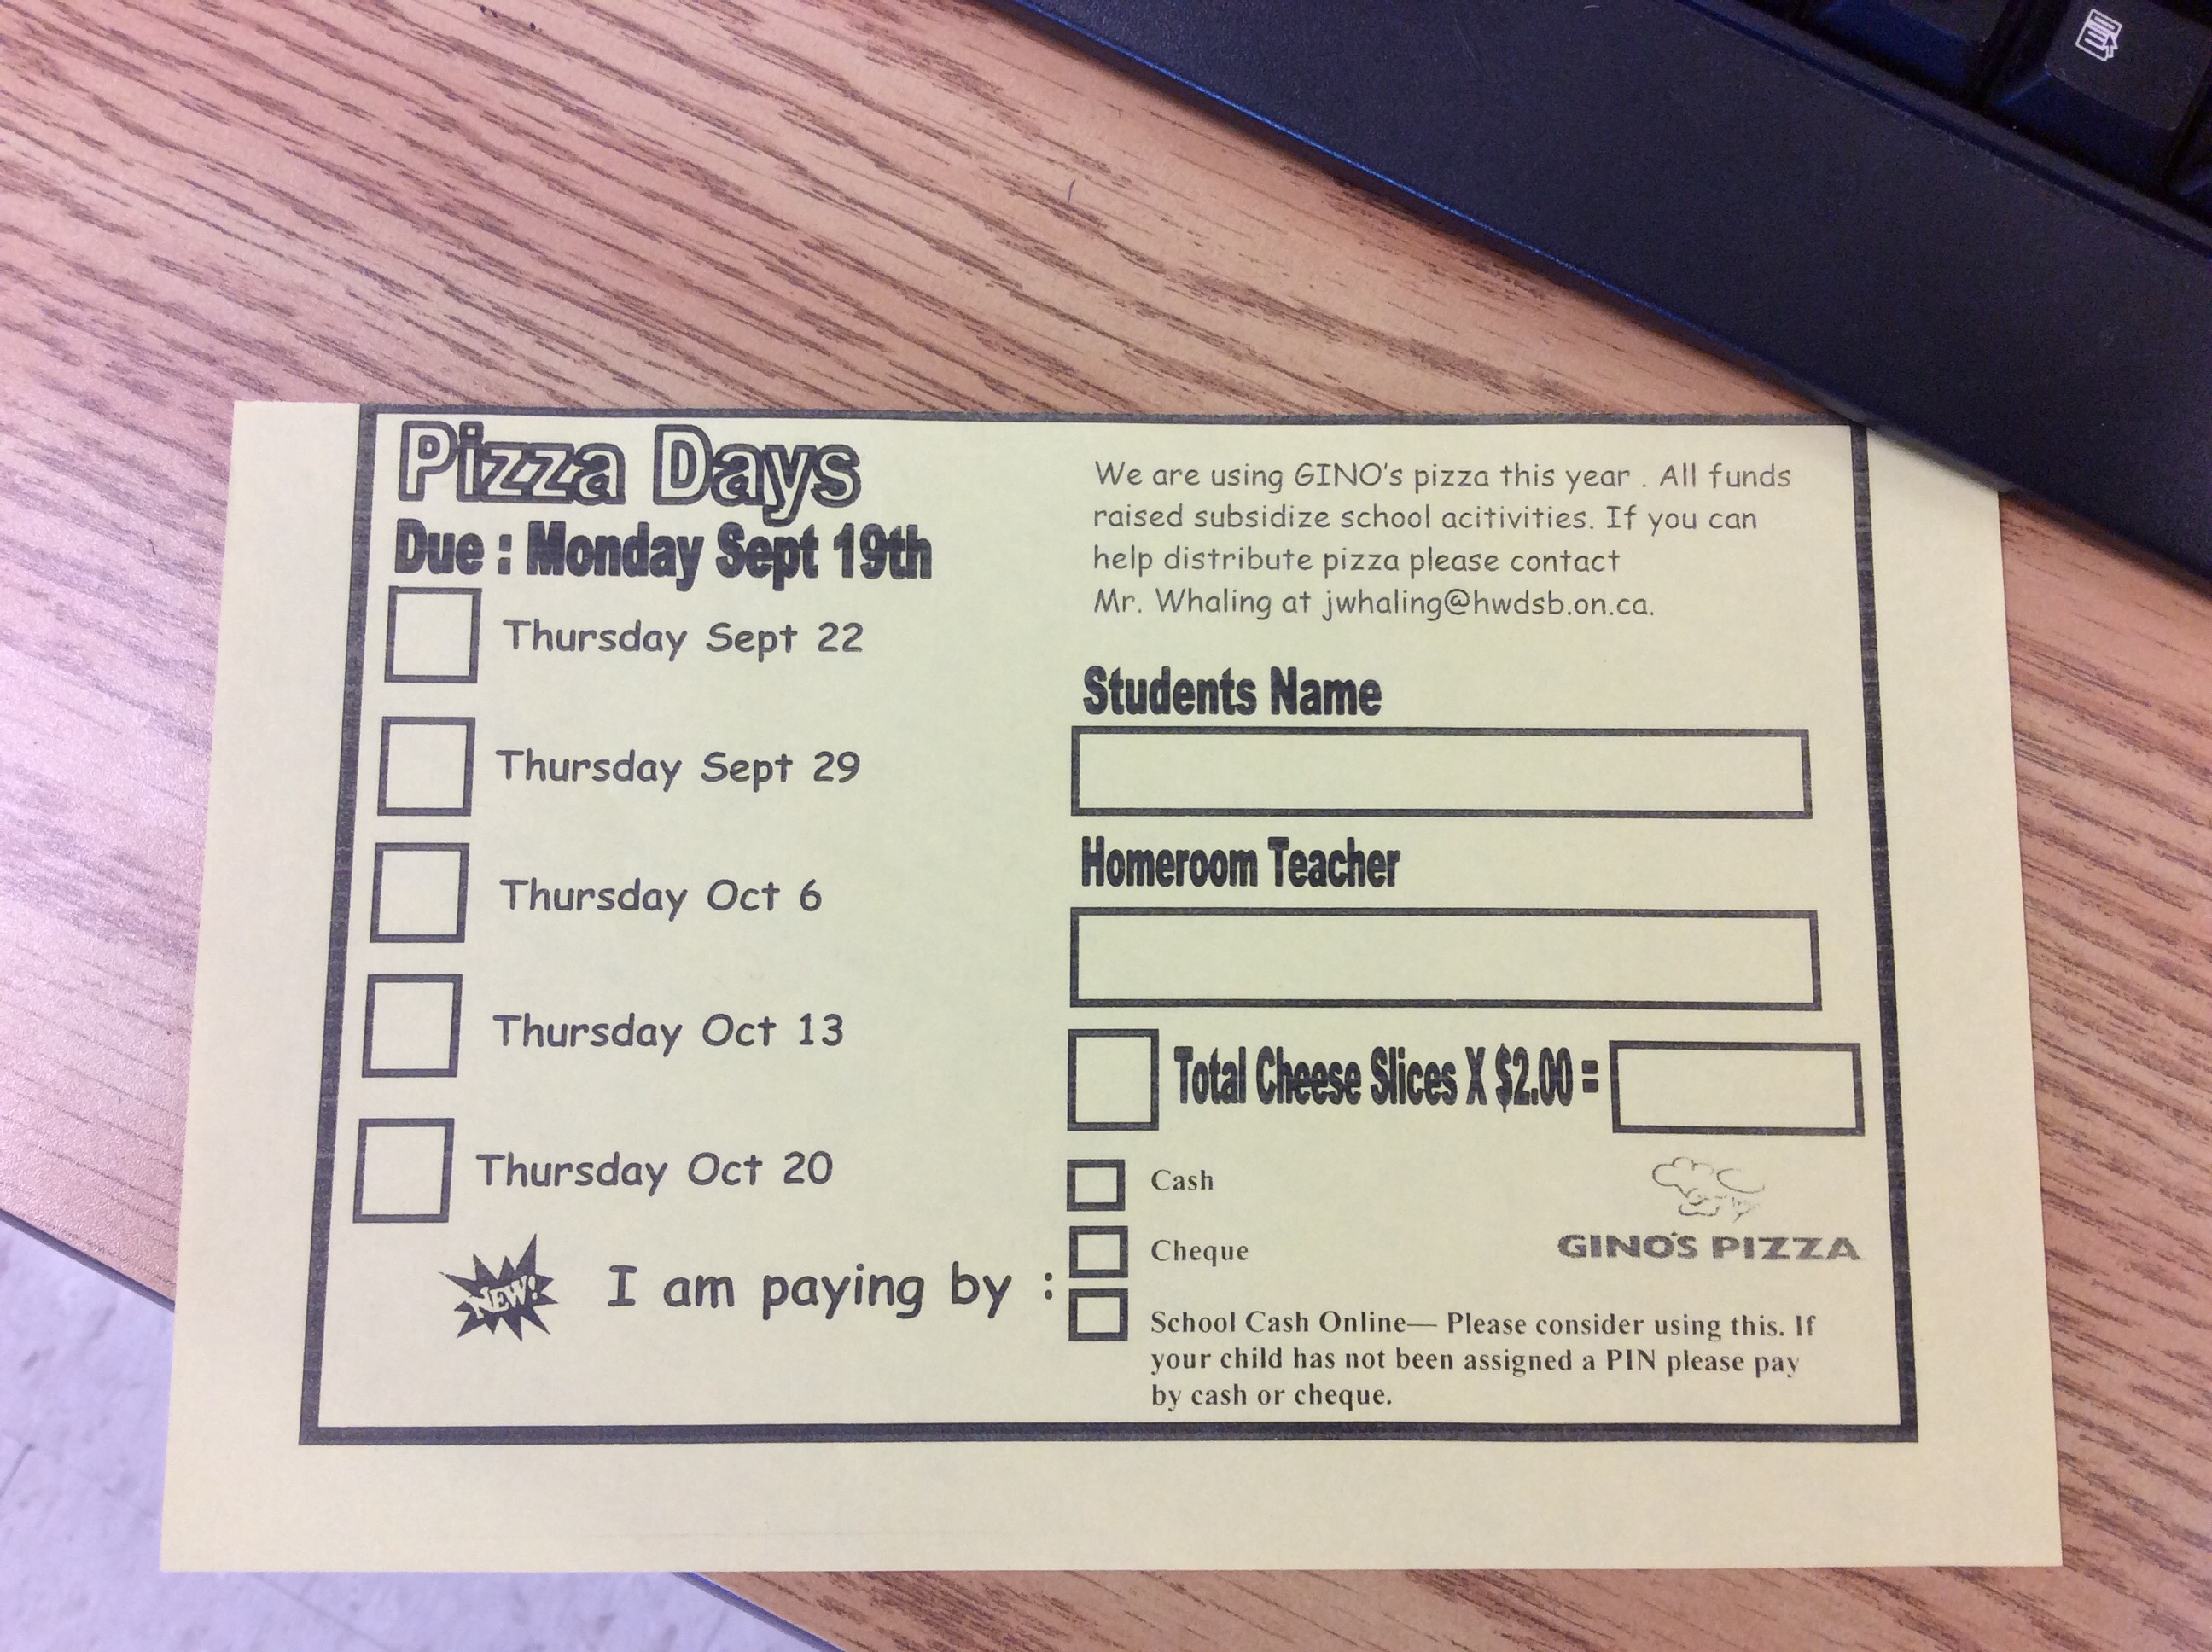 Pizza Days
Due : Monday Sept 19th
Thursday Sept 22
Thursday Sept 29
Thursday Oct 6
Thursday Oct 13
Thursday Oct 20
NEW!
I am paying by :
We are using GINO's pizza this year . All funds
raised subsidize school acitivities. If you can
help distribute pizza please contact
Mr. Whaling at jwhaling@hwdsb.on.ca.
Students Name
Homeroom Teacher
Total Cheese Slices X $2.00 =
Cash
Cheque
GINO'S PIZZA
School Cash Online— Please consider using this. If
your child has not been assigned a PIN please pay
by cash or cheque.